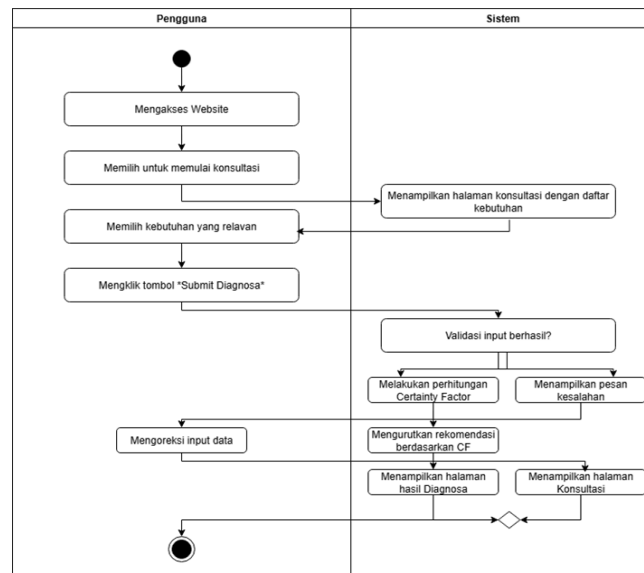 Pengguna
Sistem
Mengakses Website
Memilih untuk memulai konsultasi
Menampilkan halaman konsultasi dengan daftar
kebutuhan
Memilih kebutuhan yang relavan
Mengklik tombol *Submit Diagnosa*
Validasi input berhasil?
Melakukan perhitungan
Certainty Factor
Menampilkan pesan
kesalahan
Mengoreksi input data
Mengurutkan rekomendasi
berdasarkan CF
Menampilkan halaman
hasil Diagnosa
Menampilkan halaman
Konsultasi